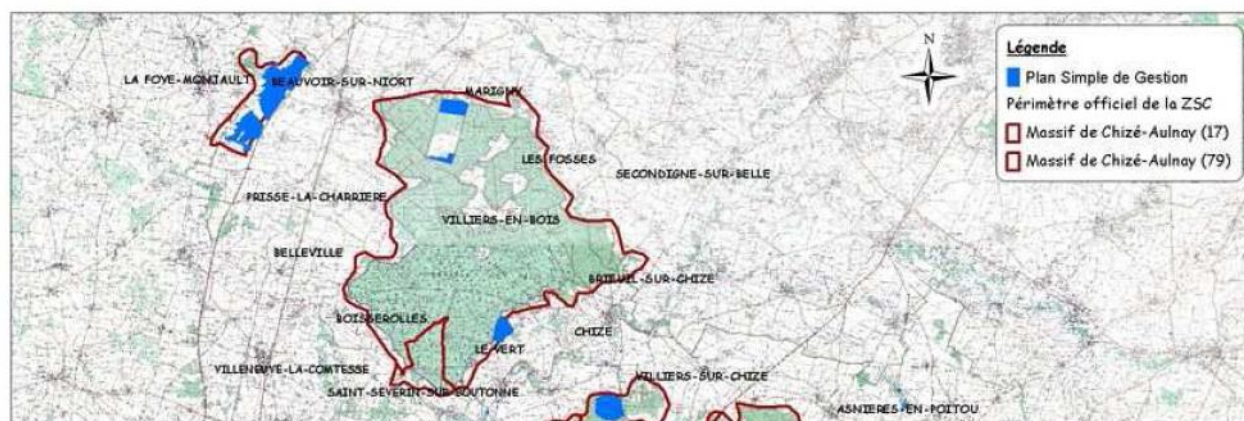 N
Légende
Plan Simple de Gestion
Périmètre officiel de la ZSC
Massif de Chizé-Aulnay (17)
Massif de Chizé-Aulnay (79)
LA FOYE-MONJAULT
BEAUVOIR-SUR-NIORT
MARIGNY
LES FOSSES
SECONDIGNE-SUR-BELLE
PRISSE-LA-CHARRIERE
VILLIERS-EN-BOIS
BELLEVILLE
BRIEUIL-SUR-CHIZE
BOISSEROLLES
CHIZE
LE VERT
VILLENEUVE-LA-COMTESSE
VILLIERS-SUR-CHIZE
SAINT-SEVERIN-SUR-BOUTONNE
ASNIERES-EN-POITOU